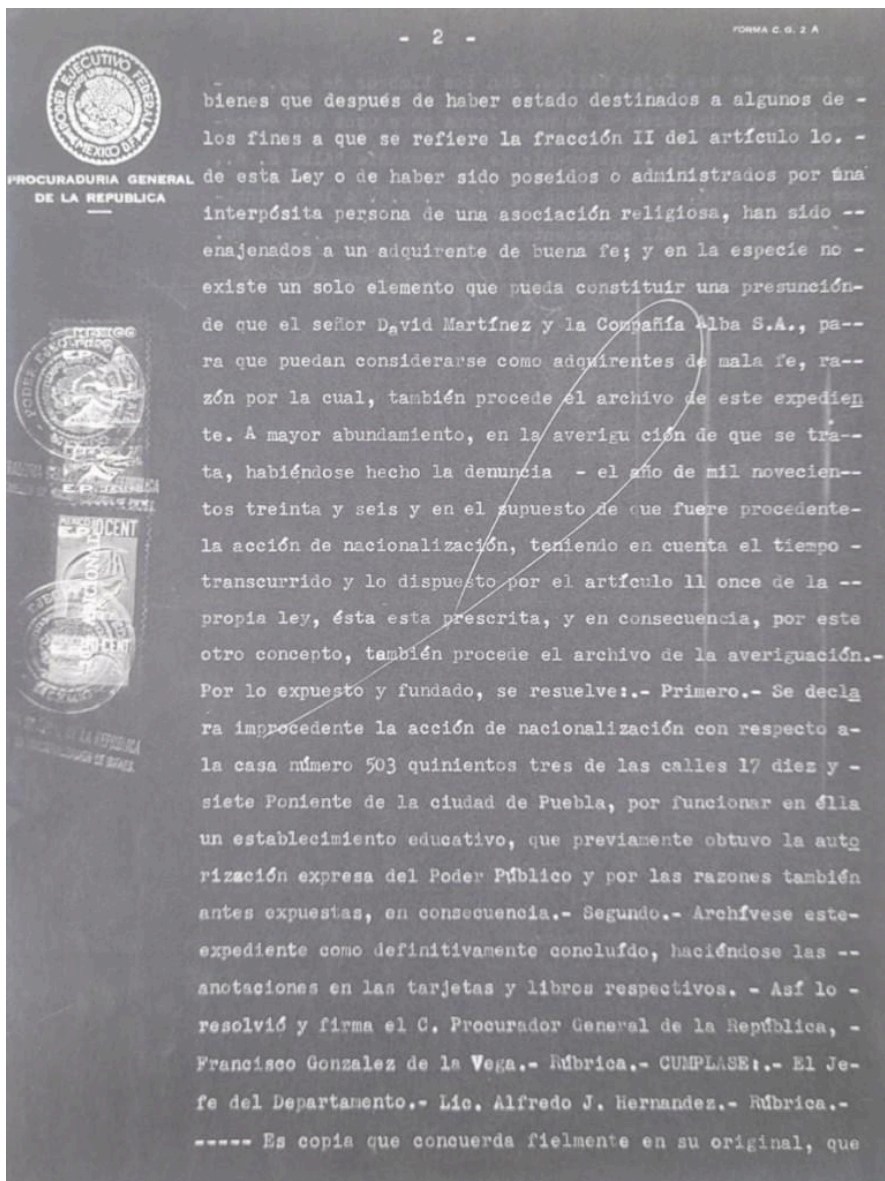 - 2 -
FORMA C. G. 2 A
PODER EJECUTIVO FEDERAL
ESTADOS UNIDOS MEXICANOS
MEXICO D.F.
PROCURADURIA GENERAL
DE LA REPUBLICA
bienes que después de haber estado destinados a algunos de -
los fines a que se refiere la fracción II del artículo lo. -
de esta Ley o de haber sido poseidos o administrados por una
interpósita persona de una asociación religiosa, han sido --
enajenados a un adquirente de buena fe; y en la especie no -
existe un solo elemento que pueda constituir una presunción-
de que el señor David Martínez y la Compañía Alba S.A., pa--
ra que puedan considerarse como adquirentes de mala fe, ra--
zón por la cual, también procede el archivo de este expedien
te. A mayor abundamiento, en la averigu ción de que se tra--
ta, habiéndose hecho la denuncia - el año de mil novecien--
tos treinta y seis y en el supuesto de que fuere procedente-
la acción de nacionalización, teniendo en cuenta el tiempo -
transcurrido y lo dispuesto por el artículo 11 once de la --
propia ley, ésta esta prescrita, y en consecuencia, por este
otro concepto, también procede el archivo de la averiguación.-
Por lo expuesto y fundado, se resuelve:.- Primero.- Se decla
ra improcedente la acción de nacionalización con respecto a-
la casa número 503 quinientos tres de las calles 17 diez y -
siete Poniente de la ciudad de Puebla, por funcionar en élla
un establecimiento educativo, que previamente obtuvo la auto
rización expresa del Poder Público y por las razones también
antes expuestas, en consecuencia.- Segundo.- Archívese este-
expediente como definitivamente concluído, haciéndose las --
anotaciones en las tarjetas y libros respectivos. - Así lo -
resolvió y firma el C. Procurador General de la República, -
Francisco Gonzalez de la Vega.- Rúbrica.- CUMPLASE:.- El Je-
fe del Departamento.- Lic. Alfredo J. Hernandez.- Rúbrica.-
----- Es copia que concuerda fielmente en su original, que